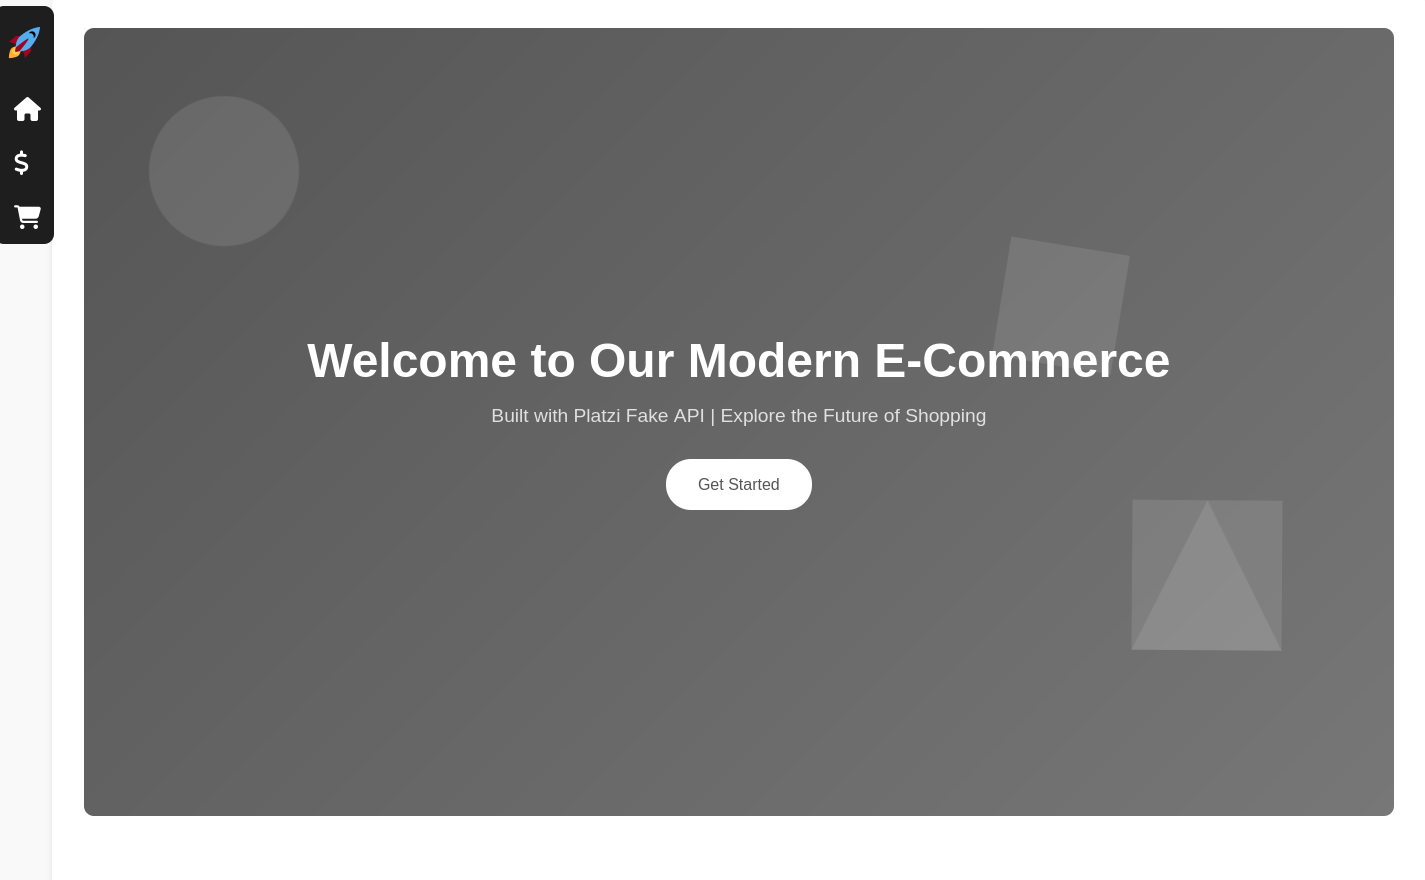 Welcome to Our Modern E-Commerce
Built with Platzi Fake API | Explore the Future of Shopping
Get Started